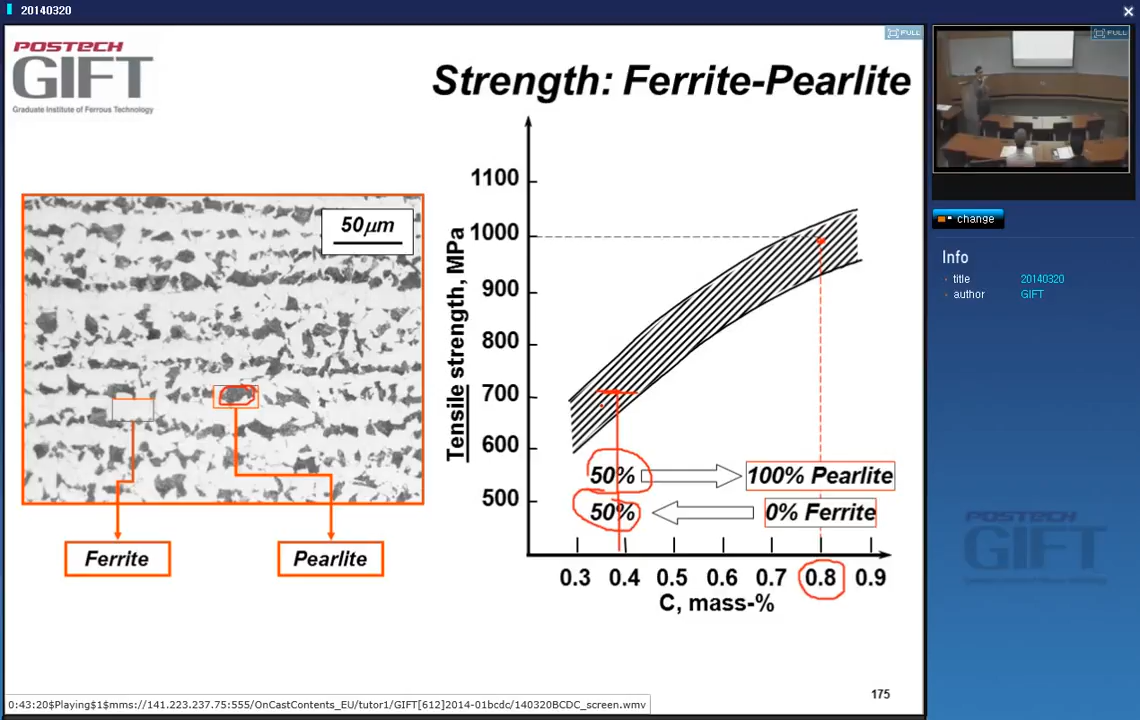 20140320
POSTECH
GIFT
Graduate Institute of Ferrous Technology
FULL
Strength: Ferrite-Pearlite
50μm
Ferrite
Pearlite
Tensile strength, MPa
1100
1000
900
800
700
600
500
50%
100% Pearlite
50%
0% Ferrite
0.3 0.4 0.5 0.6 0.7 0.8 0.9
C, mass-%
175
0:43:20$Playing$1$mms://141.223.237.75:555/OnCastContents_EU/tutor1/GIFT[612]2014-01bcdc/140320BCDC_screen.wmv
FULL
change
Info
title 20140320
author GIFT
POSTECH
GIFT